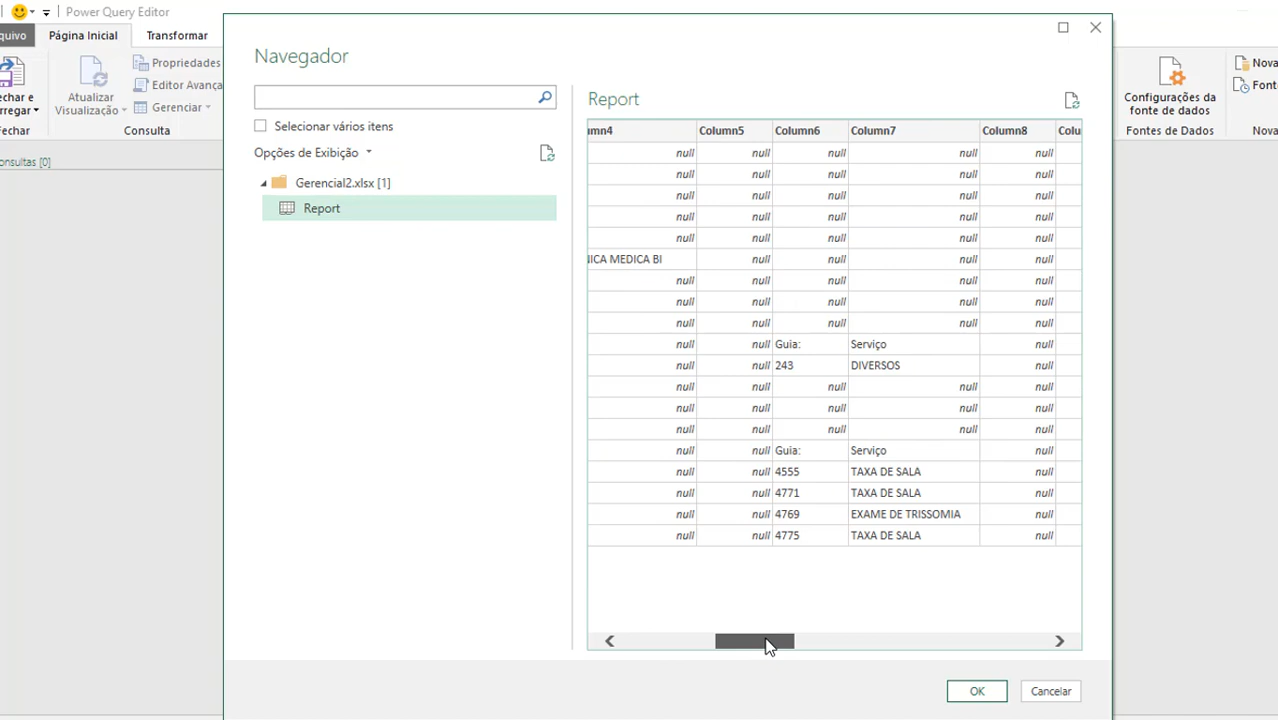 Power Query Editor
quivo Página Inicial Transformar
echar e
rregar
echar
Atualizar
Visualização
Propriedades
Editor Avança
Gerenciar
Consulta
onsultas [0]
Navegador
Selecionar vários itens
Opções de Exibição
Gerencial2.xlsx [1]
Report
Report
mn4 Column5 Column6 Column7 Column8 Colu
null null null null null
null null null null null
null null null null null
null null null null null
null null null null null
NICA MEDICA BI null null null null
null null null null null
null null null null null
null null null null null
null null Guia: Serviço null
null null 243 DIVERSOS null
null null null null null
null null null null null
null null null null null
null null Guia: Serviço null
null null 4555 TAXA DE SALA null
null null 4771 TAXA DE SALA null
null null 4769 EXAME DE TRISSOMIA null
null null 4775 TAXA DE SALA null
OK Cancelar
Configurações da
fonte de dados
Fontes de Dados
Nova
Font
Nova